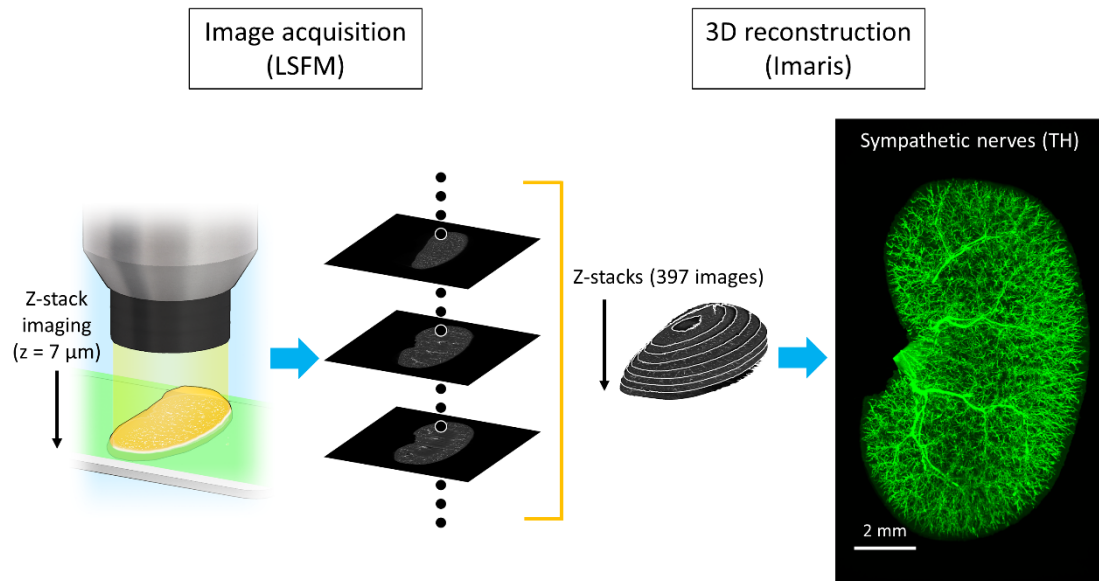 Image acquisition
(LSFM)
3D reconstruction
(Imaris)
Sympathetic nerves (TH)
Z-stack
imaging
(z = 7 µm)
Z-stacks (397 images)
2 mm